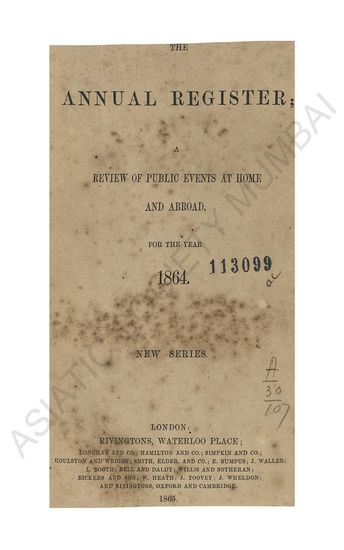 THE
ANNUAL REGISTER;
A
REVIEW OF PUBLIC EVENTS AT HOME
AND ABROAD,
FOR THE YEAR
1864.
113099
NEW SERIES.
A
30
107
LONDON:
RIVINGTONS, WATERLOO PLACE;
LONGMAN AND CO.; HAMILTON AND CO.; SIMPKIN AND CO.;
HOULSTON AND WRIGHT; SMITH, ELDER, AND CO.; E. BUMPUS; J. WALLER;
L. BOOTH; BELL AND DALDY; WILLIS AND SOTHERAN;
BICKERS AND SON; W. HEATH; J. TOOVEY; J. WHELDON;
AND RIVINGTONS, OXFORD AND CAMBRIDGE.
1865.
ASIATIC SOCIETY MUMBAI